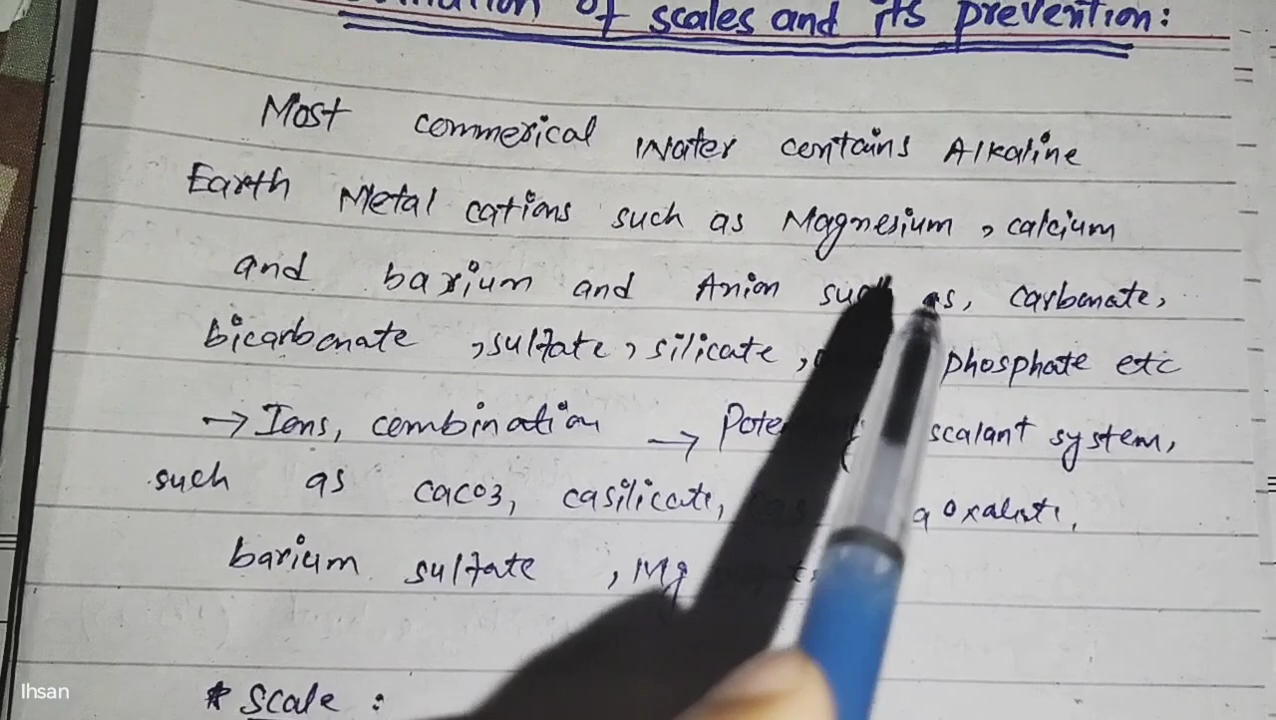 of scales and its prevention:
Most commerical Water contains Alkaline
Earth Metal cations such as Magnesium, calcium
and barium and Anion such as, carbonate,
bicarbonate, sulfate, silicate, phosphate etc
→ Ions, combination → scalant system,
such as CaCO3, casilicate, oxalate,
barium sulfate, Mg
* Scale:
Ihsan